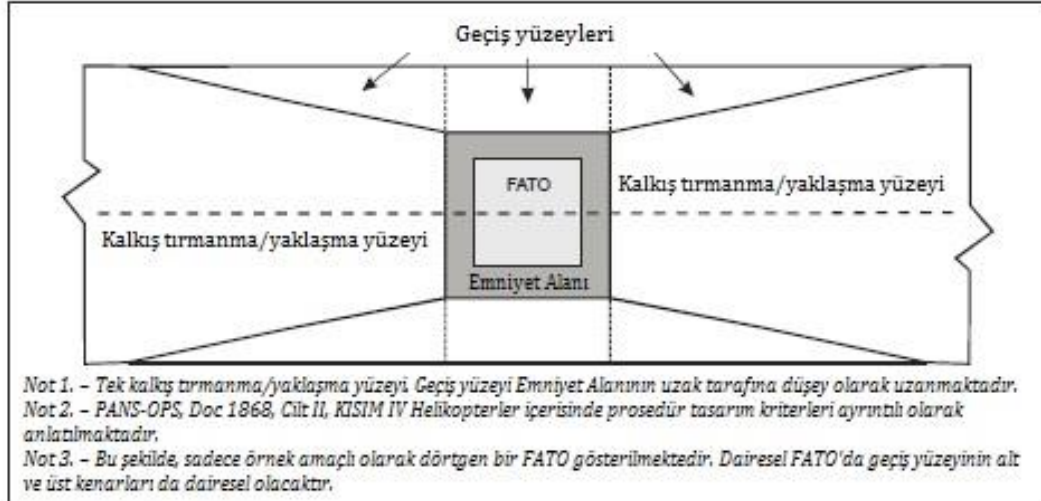 Geçiş yüzeyleri
FATO
Kalkış tırmanma/yaklaşma yüzeyi
Kalkış tırmanma/yaklaşma yüzeyi
Emniyet Alanı
Not 1. – Tek kalkış tırmanma/yaklaşma yüzeyi. Geçiş yüzeyi Emniyet Alanının uzak tarafına düşey olarak uzanmaktadır.
Not 2. – PANS-OPS, Doc 1868, Cilt II, KISIM IV Helikopterler içerisinde prosedür tasarım kriterleri ayrıntılı olarak
anlatılmaktadır.
Not 3. – Bu şekilde, sadece örnek amaçlı olarak dörtgen bir FATO gösterilmektedir. Dairesel FATO'da geçiş yüzeyinin alt
ve üst kenarları da dairesel olacaktır.